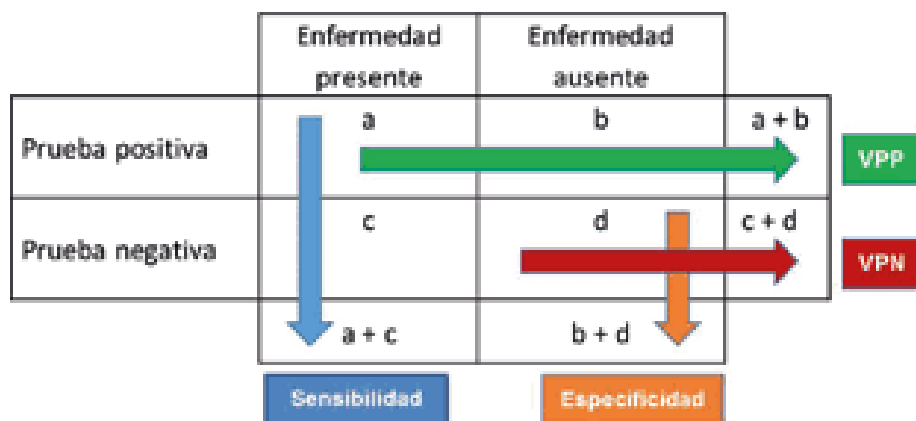 Enfermedad presente
Enfermedad ausente
Prueba positiva
a
b
a + b
VPP
Prueba negativa
c
d
c + d
VPN
a + c
b + d
Sensibilidad
Especificidad